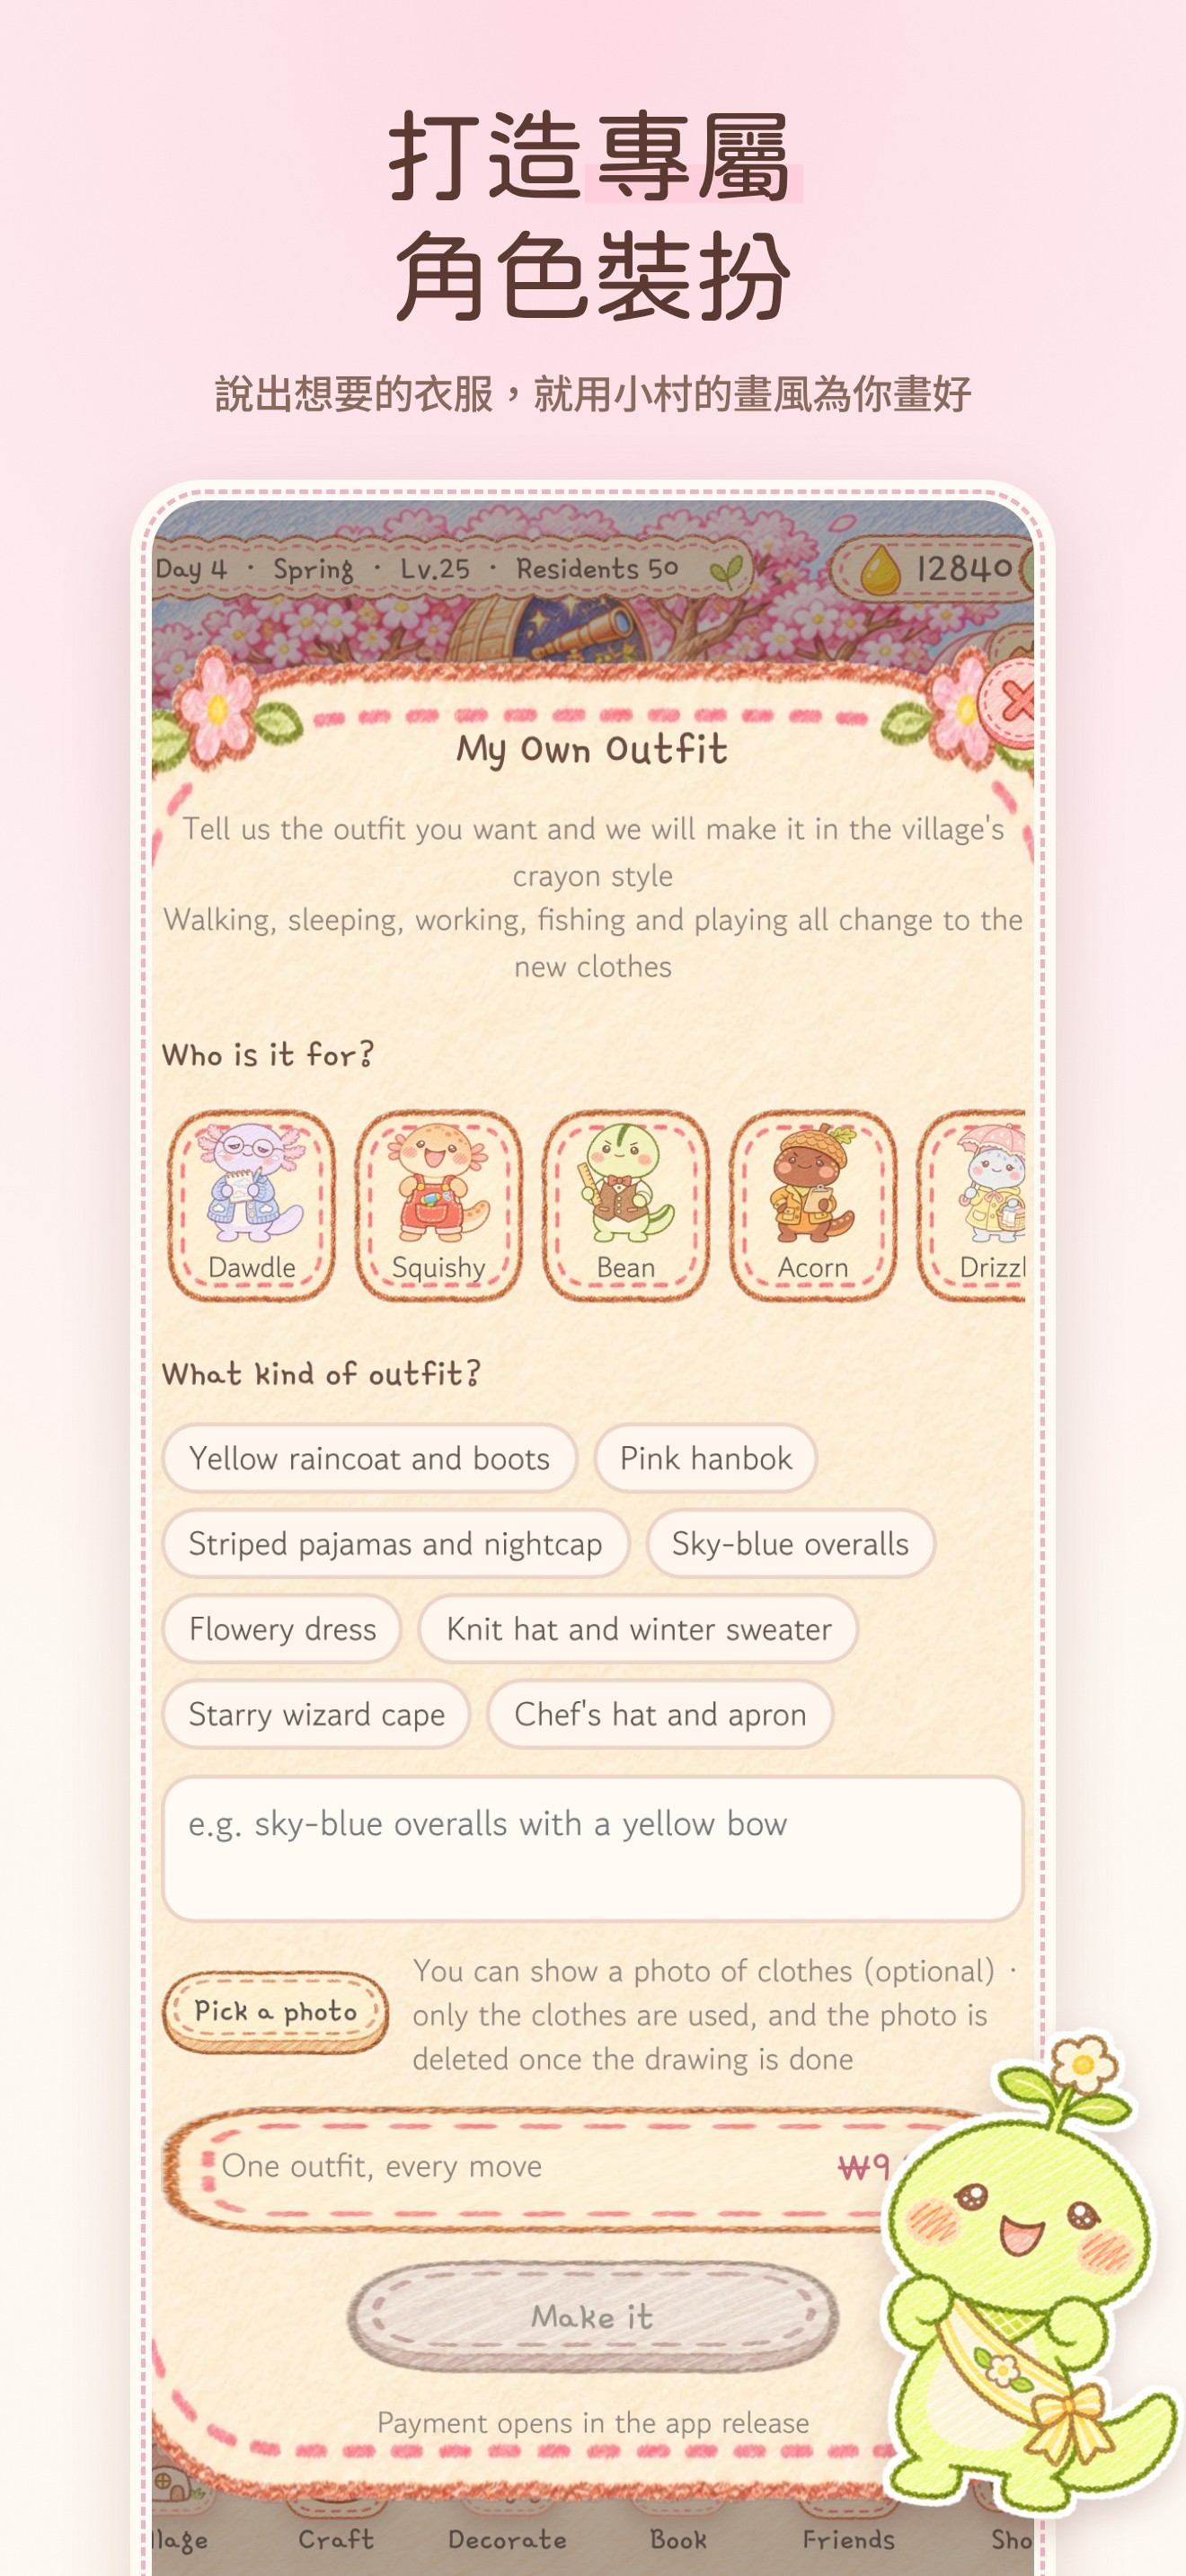 打造專屬
角色裝扮
說出想要的衣服，就用小村的畫風為你畫好
Day 4 · Spring · Lv.25 · Residents 50
12840
My Own Outfit
Tell us the outfit you want and we will make it in the village's
crayon style
Walking, sleeping, working, fishing and playing all change to the
new clothes
Who is it for?
Dawdle
Squishy
Bean
Acorn
What kind of outfit?
Yellow raincoat and boots
Pink hanbok
Striped pajamas and nightcap
Sky-blue overalls
Flowery dress
Knit hat and winter sweater
Starry wizard cape
Chef's hat and apron
e.g. sky-blue overalls with a yellow bow
Pick a photo
You can show a photo of clothes (optional) ·
only the clothes are used, and the photo is
deleted once the drawing is done
One outfit, every move
Make it
Payment opens in the app release
Craft
Decorate
Book
Friends